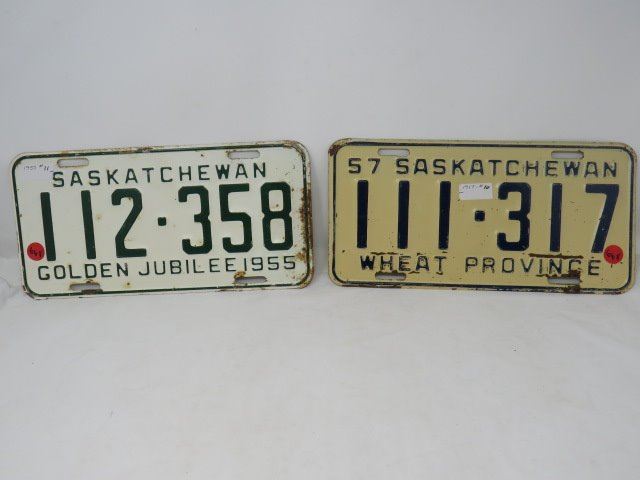 SASKATCHEWAN
112·358
GOLDEN JUBILEE 1955
57 SASKATCHEWAN
111·317
WHEAT PROVINCE